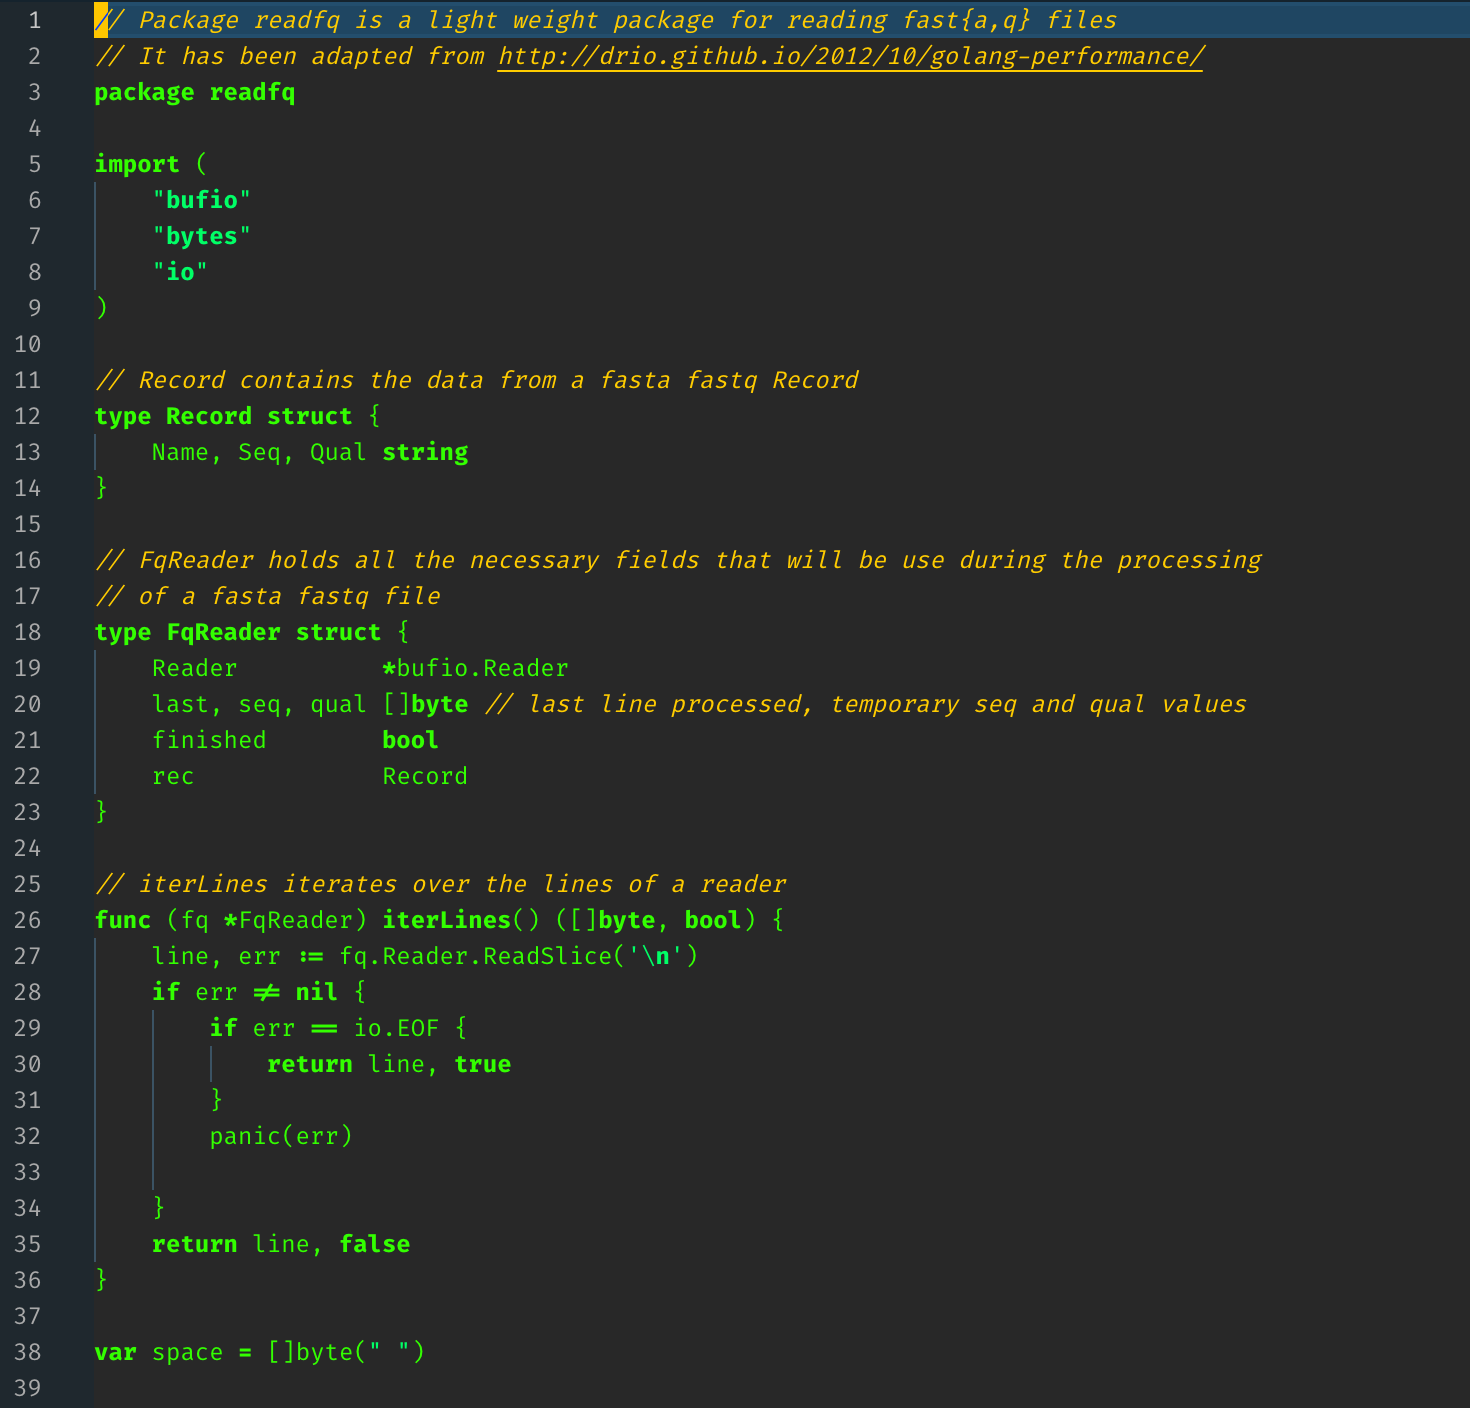 1 // Package readfq is a light weight package for reading fast{a,q} files
2 // It has been adapted from http://drio.github.io/2012/10/golang-performance/
3 package readfq
4
5 import (
6     "bufio"
7     "bytes"
8     "io"
9 )
10
11 // Record contains the data from a fasta fastq Record
12 type Record struct {
13     Name, Seq, Qual string
14 }
15
16 // FqReader holds all the necessary fields that will be use during the processing
17 // of a fasta fastq file
18 type FqReader struct {
19     Reader          *bufio.Reader
20     last, seq, qual []byte // last line processed, temporary seq and qual values
21     finished        bool
22     rec             Record
23 }
24
25 // iterLines iterates over the lines of a reader
26 func (fq *FqReader) iterLines() ([]byte, bool) {
27     line, err := fq.Reader.ReadSlice('\n')
28     if err != nil {
29         if err == io.EOF {
30             return line, true
31         }
32         panic(err)
33
34     }
35     return line, false
36 }
37
38 var space = []byte(" ")
39